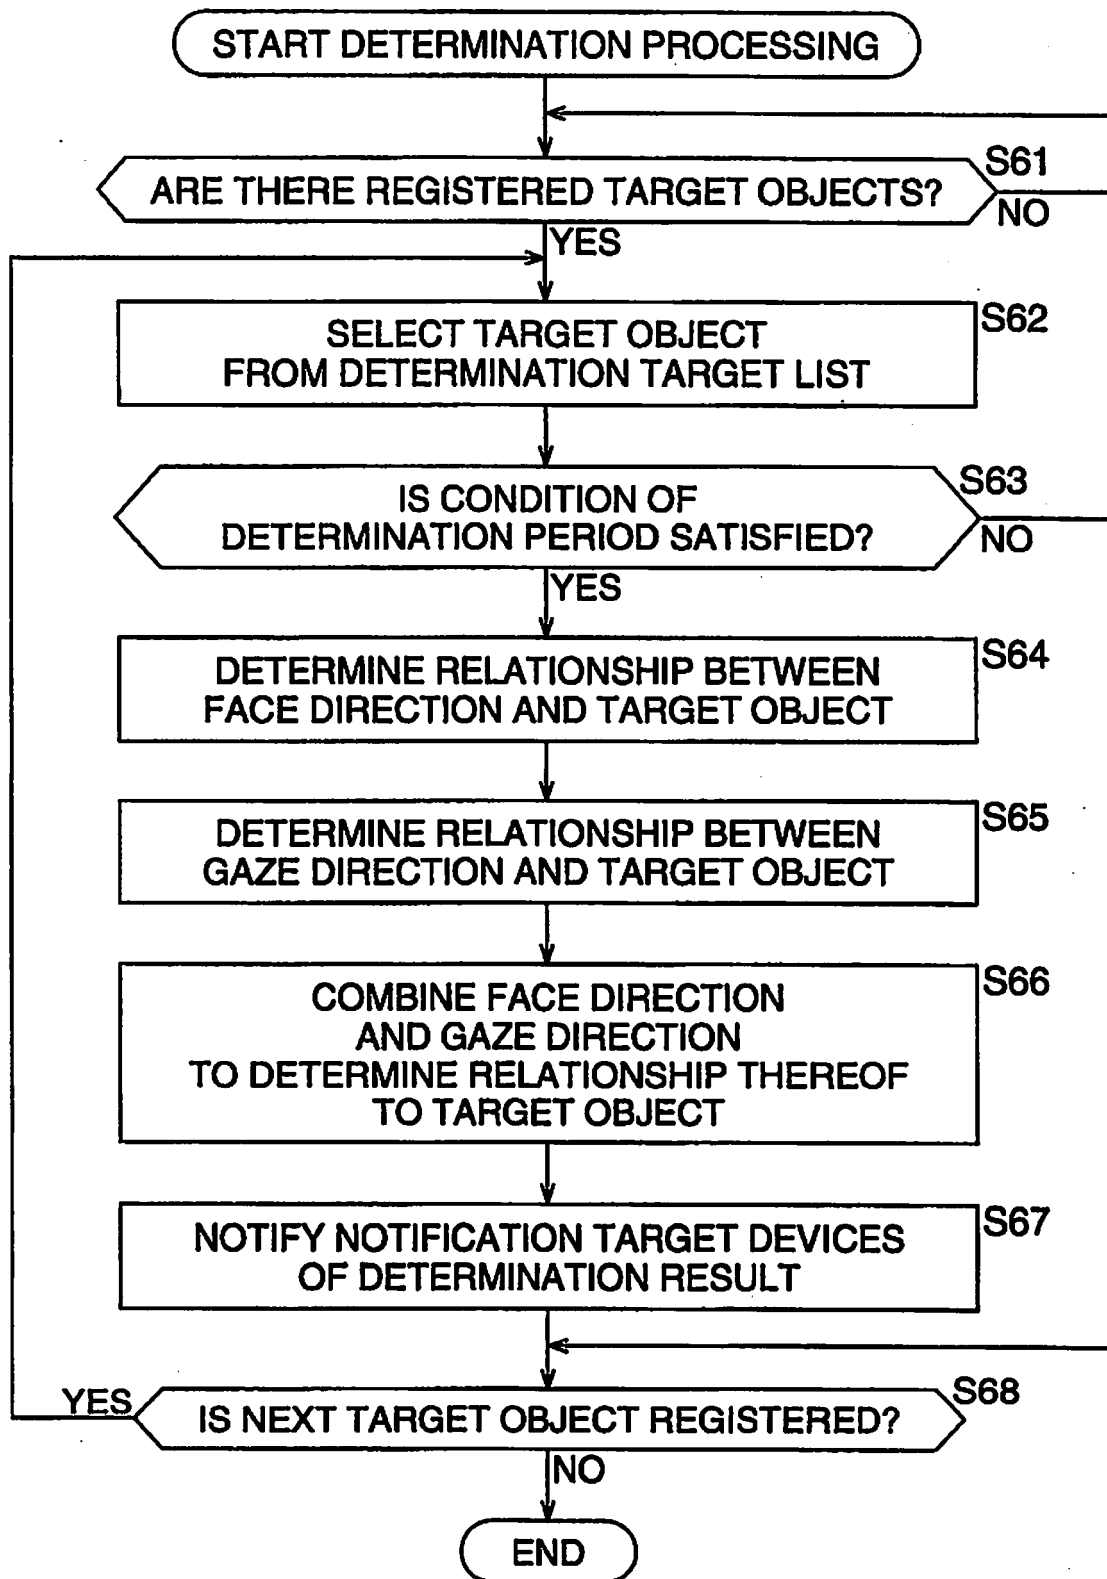 START DETERMINATION PROCESSING
S61
ARE THERE REGISTERED TARGET OBJECTS?
NO
YES
S62
SELECT TARGET OBJECT
FROM DETERMINATION TARGET LIST
S63
IS CONDITION OF
DETERMINATION PERIOD SATISFIED?
NO
YES
S64
DETERMINE RELATIONSHIP BETWEEN
FACE DIRECTION AND TARGET OBJECT
S65
DETERMINE RELATIONSHIP BETWEEN
GAZE DIRECTION AND TARGET OBJECT
S66
COMBINE FACE DIRECTION
AND GAZE DIRECTION
TO DETERMINE RELATIONSHIP THEREOF
TO TARGET OBJECT
S67
NOTIFY NOTIFICATION TARGET DEVICES
OF DETERMINATION RESULT
S68
YES
IS NEXT TARGET OBJECT REGISTERED?
NO
END